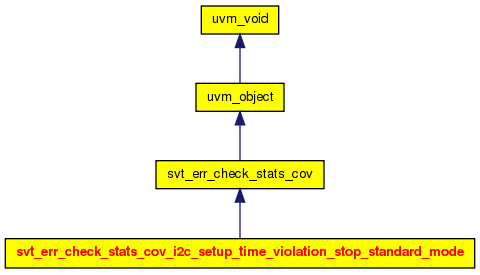 uvm_void
uvm_object
svt_err_check_stats_cov
svt_err_check_stats_cov_i2c_setup_time_violation_stop_standard_mode